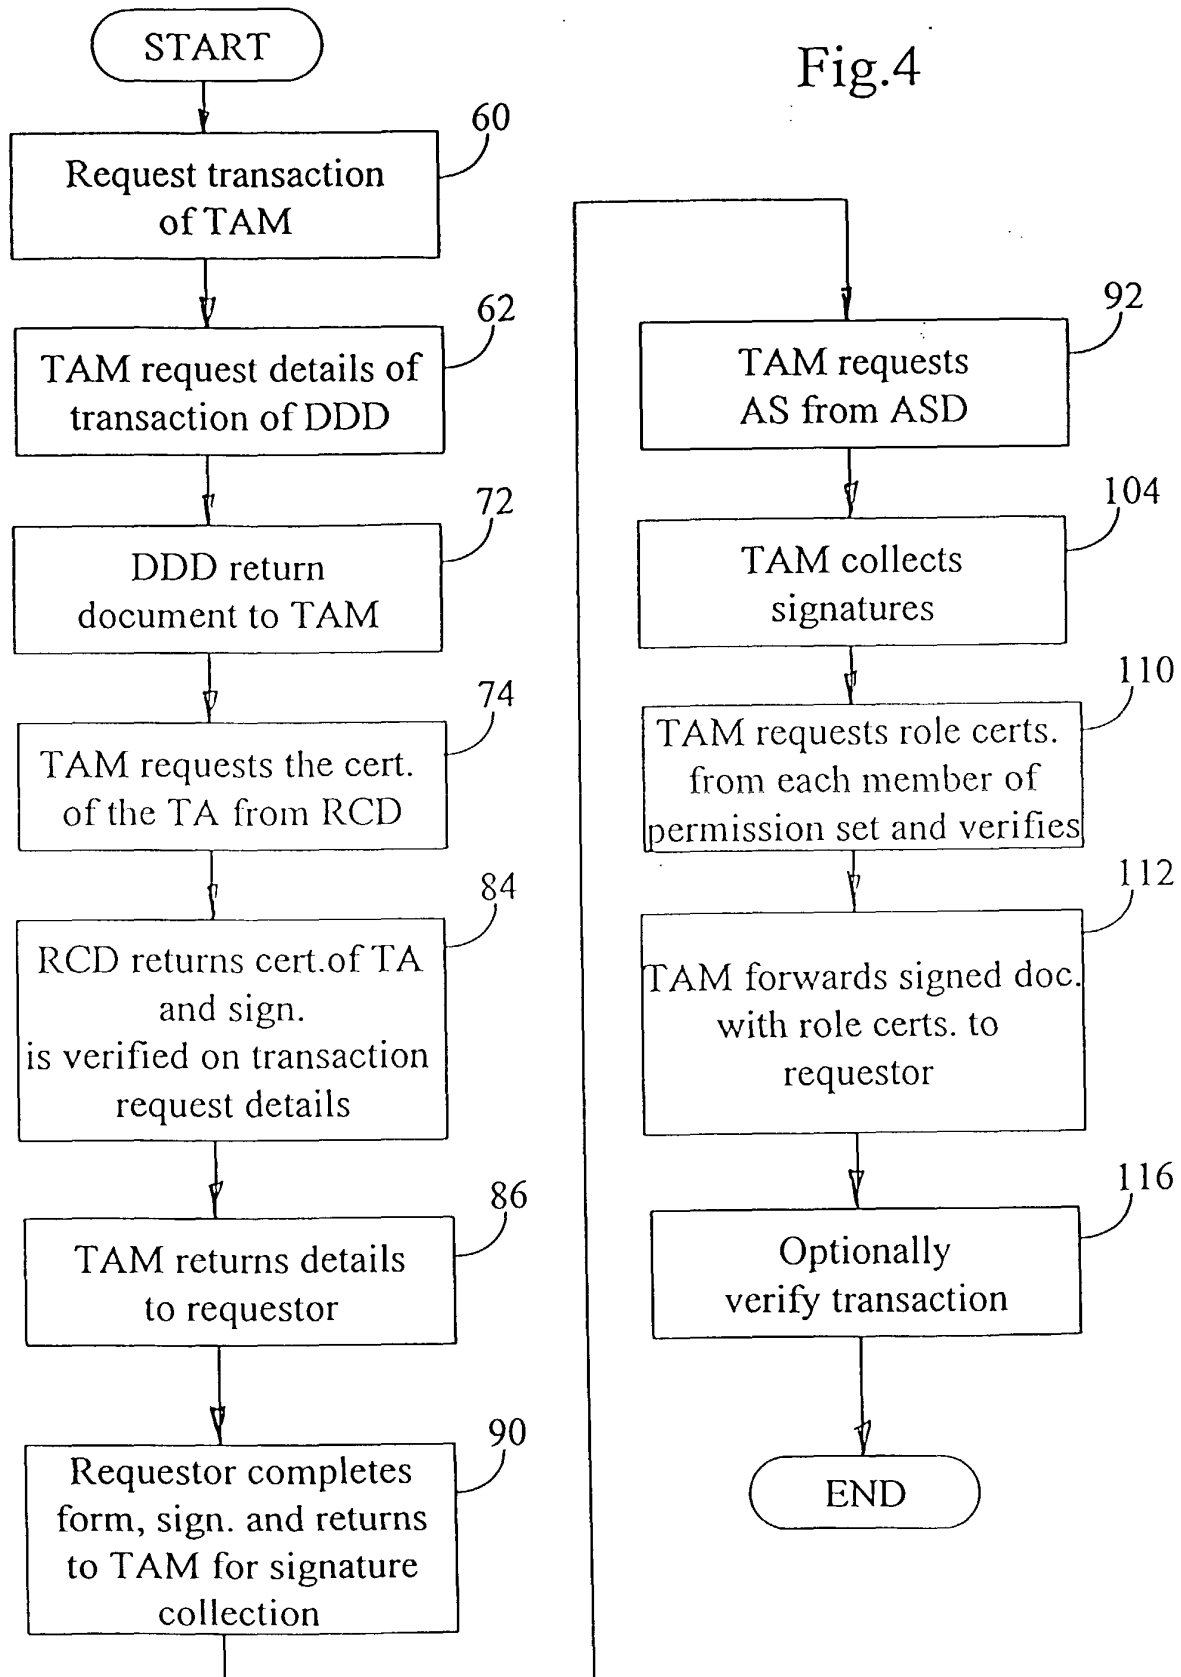 Fig.4
START
60
Request transaction
of TAM
62
TAM request details of
transaction of DDD
72
DDD return
document to TAM
74
TAM requests the cert.
of the TA from RCD
84
RCD returns cert.of TA
and sign.
is verified on transaction
request details
86
TAM returns details
to requestor
90
Requestor completes
form, sign. and returns
to TAM for signature
collection
92
TAM requests
AS from ASD
104
TAM collects
signatures
110
TAM requests role certs.
from each member of
permission set and verifies
112
TAM forwards signed doc.
with role certs. to
requestor
116
Optionally
verify transaction
END